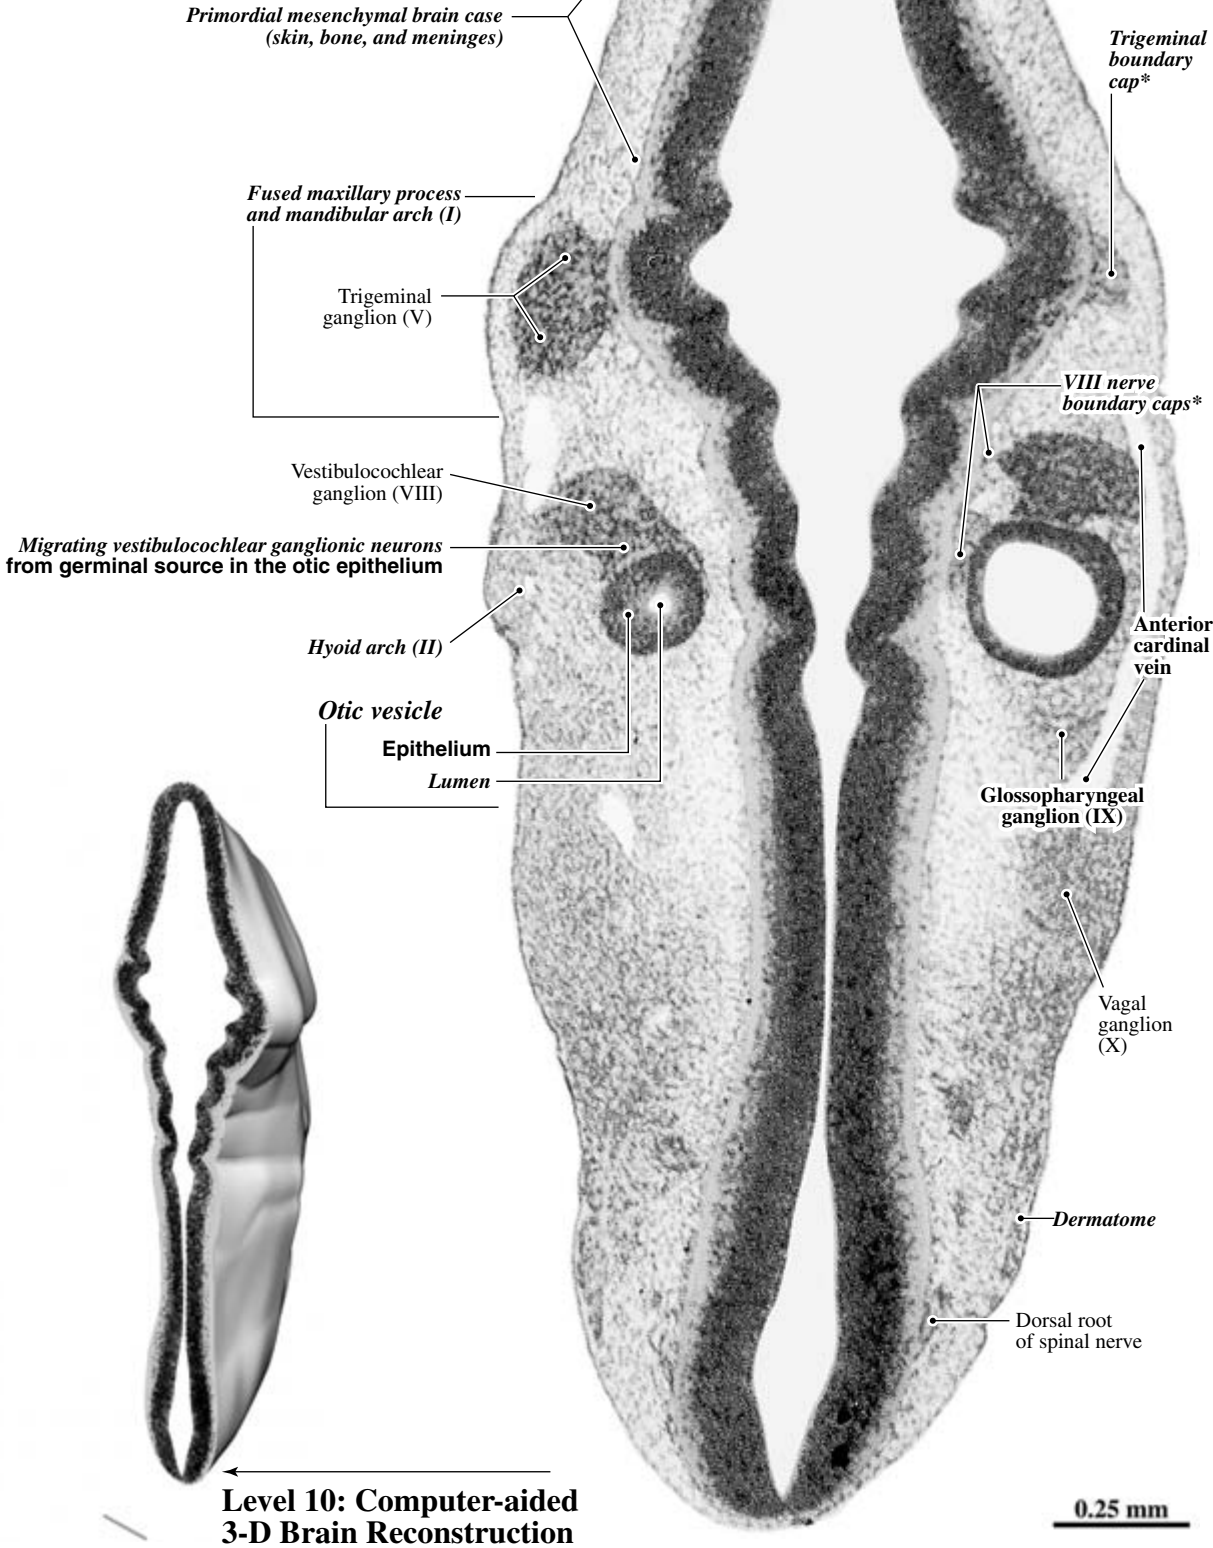 Primordial mesenchymal brain case
(skin, bone, and meninges)
Trigeminal
boundary
cap*
Fused maxillary process
and mandibular arch (I)
Trigeminal
ganglion (V)
VIII nerve
boundary caps*
Vestibulocochlear
ganglion (VIII)
Migrating vestibulocochlear ganglionic neurons
from germinal source in the otic epithelium
Hyoid arch (II)
Anterior
cardinal
vein
Otic vesicle
Epithelium
Lumen
Glossopharyngeal
ganglion (IX)
Vagal
ganglion
(X)
Dermatome
Dorsal root
of spinal nerve
Level 10: Computer-aided
3-D Brain Reconstruction
0.25 mm